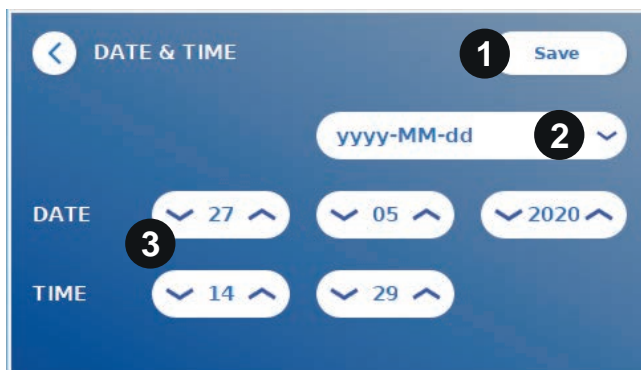 DATE & TIME 1 Save
yyyy-MM-dd 2
DATE 27 05 2020
3
TIME 14 29